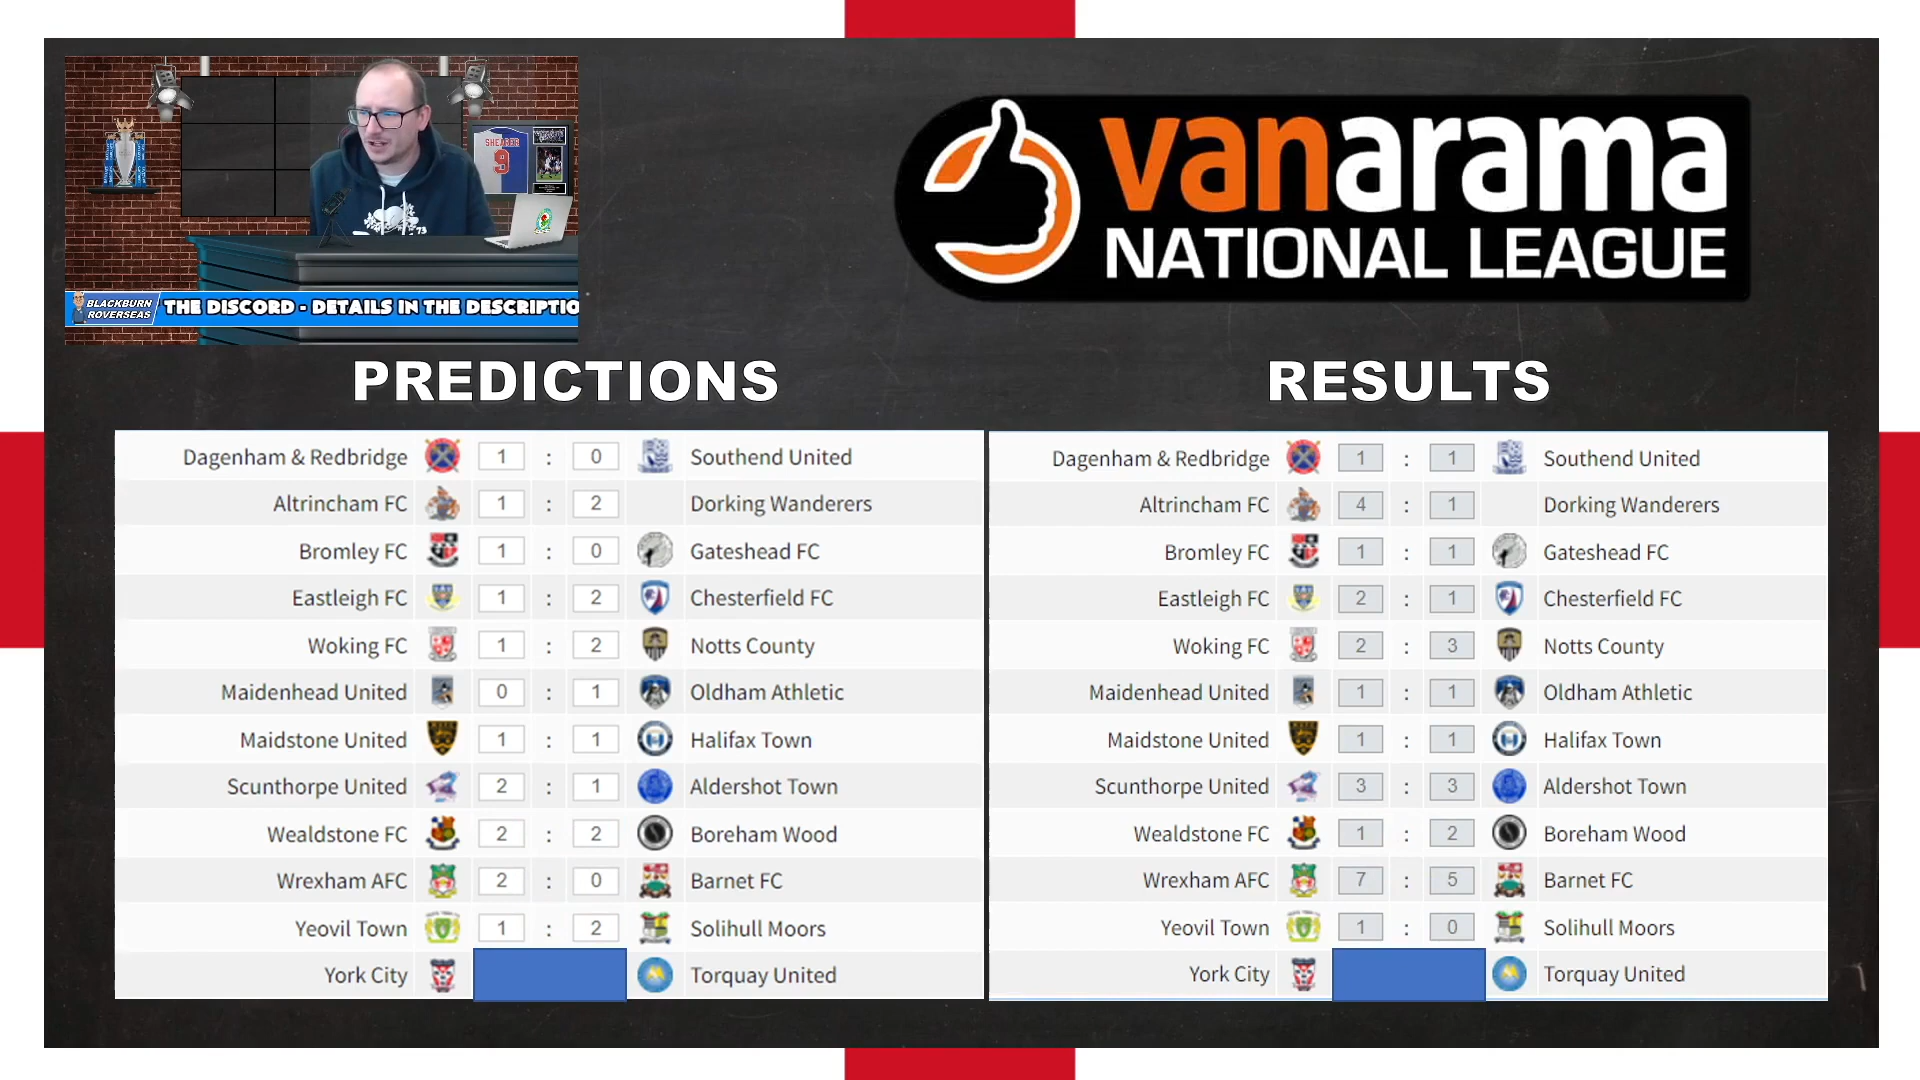 SHEARER
9
73
BLACKBURN
ROVERSEAS
THE DISCORD - DETAILS IN THE DESCRIPTIO
vanarama
NATIONAL LEAGUE
PREDICTIONS
Dagenham & Redbridge 1 : 0 Southend United
Altrincham FC 1 : 2 Dorking Wanderers
Bromley FC 1 : 0 Gateshead FC
Eastleigh FC 1 : 2 Chesterfield FC
Woking FC 1 : 2 Notts County
Maidenhead United 0 : 1 Oldham Athletic
Maidstone United 1 : 1 Halifax Town
Scunthorpe United 2 : 1 Aldershot Town
Wealdstone FC 2 : 2 Boreham Wood
Wrexham AFC 2 : 0 Barnet FC
Yeovil Town 1 : 2 Solihull Moors
York City Torquay United
RESULTS
Dagenham & Redbridge 1 : 1 Southend United
Altrincham FC 4 : 1 Dorking Wanderers
Bromley FC 1 : 1 Gateshead FC
Eastleigh FC 2 : 1 Chesterfield FC
Woking FC 2 : 3 Notts County
Maidenhead United 1 : 1 Oldham Athletic
Maidstone United 1 : 1 Halifax Town
Scunthorpe United 3 : 3 Aldershot Town
Wealdstone FC 1 : 2 Boreham Wood
Wrexham AFC 7 : 5 Barnet FC
Yeovil Town 1 : 0 Solihull Moors
York City Torquay United